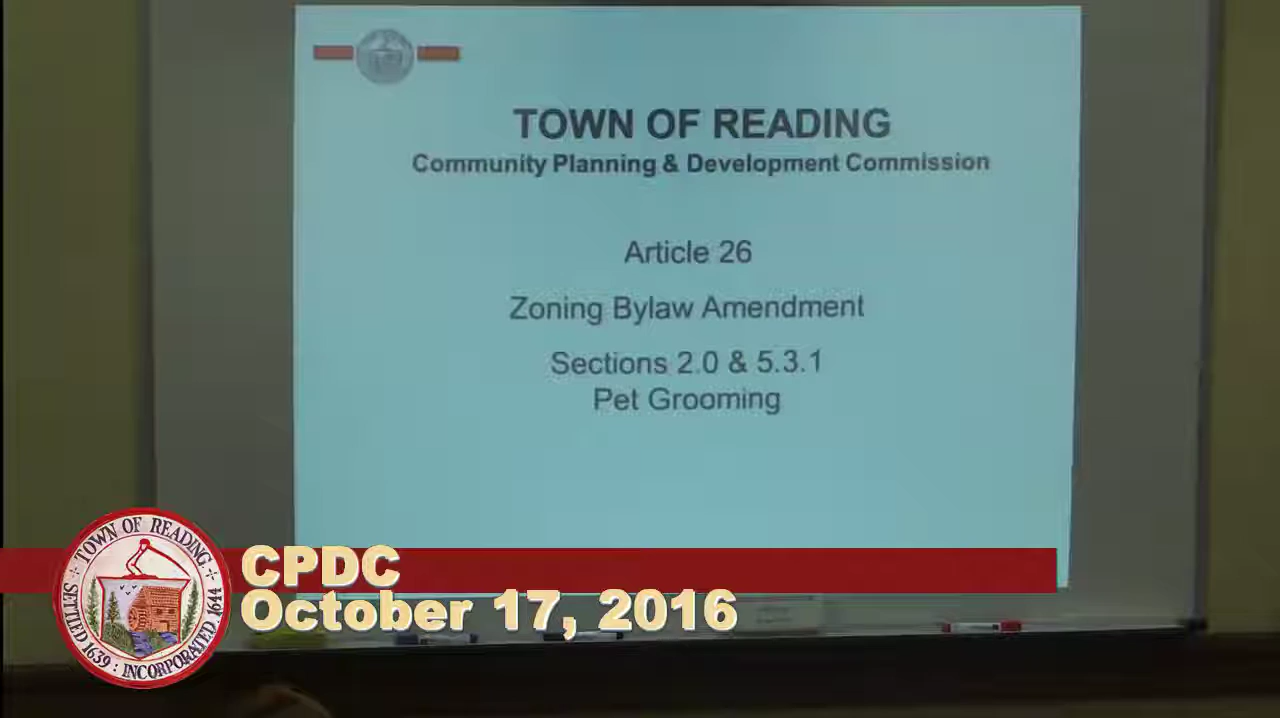 TOWN OF READING
Community Planning & Development Commission
Article 26
Zoning Bylaw Amendment
Sections 2.0 & 5.3.1
Pet Grooming
TOWN OF READING
SETTLED 1639 : INCORPORATED 1644
CPDC
October 17, 2016